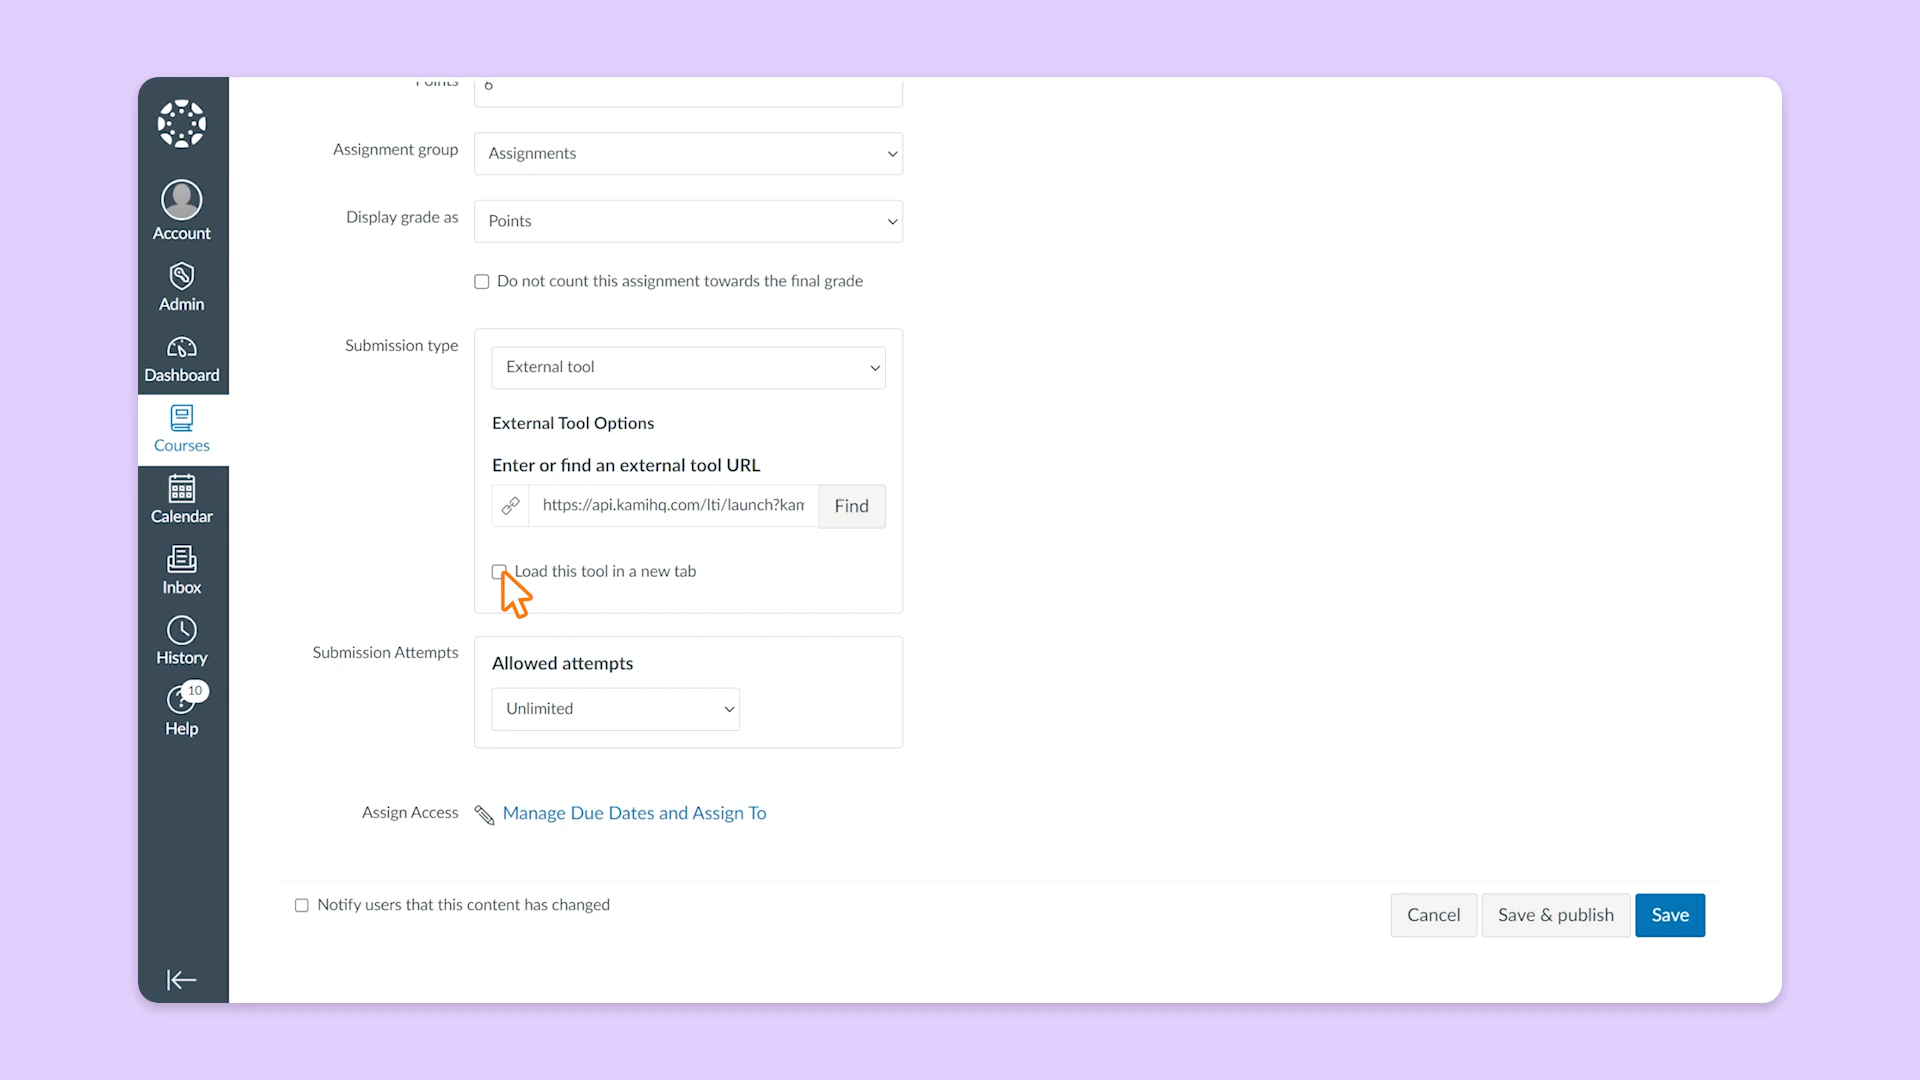 Points
6
Assignment group
Assignments
Display grade as
Points
Do not count this assignment towards the final grade
Submission type
External tool
External Tool Options
Enter or find an external tool URL
https://api.kamihq.com/lti/launch?kam
Find
Load this tool in a new tab
Submission Attempts
Allowed attempts
Unlimited
Assign Access
Manage Due Dates and Assign To
Notify users that this content has changed
Cancel
Save & publish
Save
Account
Admin
Dashboard
Courses
Calendar
Inbox
History
10
Help